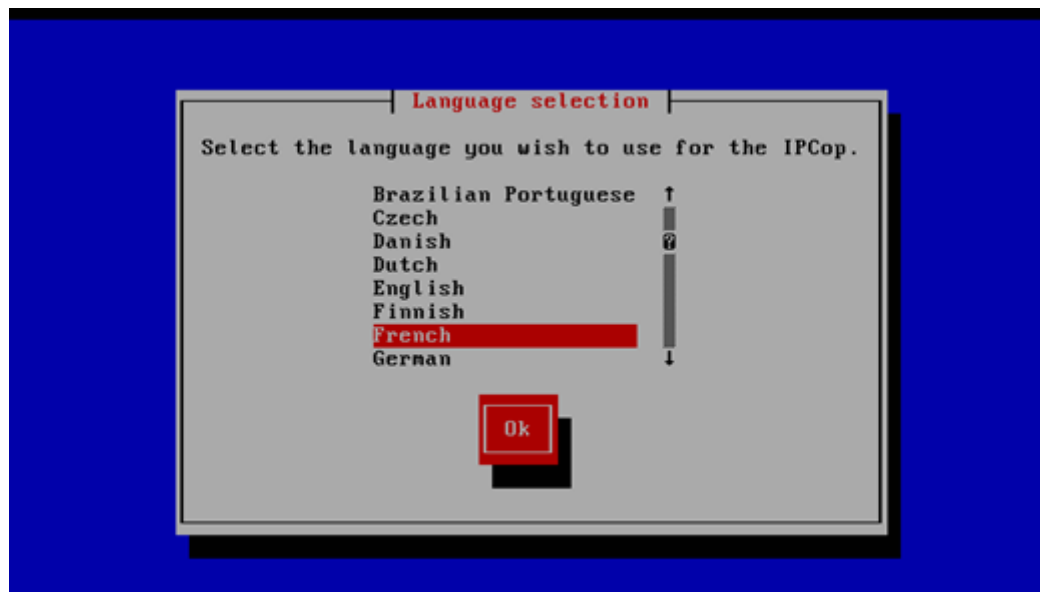 Language selection
Select the language you wish to use for the IPCop.
Brazilian Portuguese ↑
Czech
Danish ?
Dutch
English
Finnish
French
German ↓
Ok